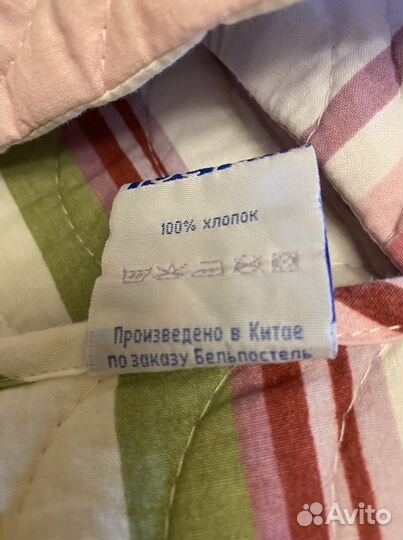 100% хлопок
Произведено в Китае
по заказу Бельпостель
Avito